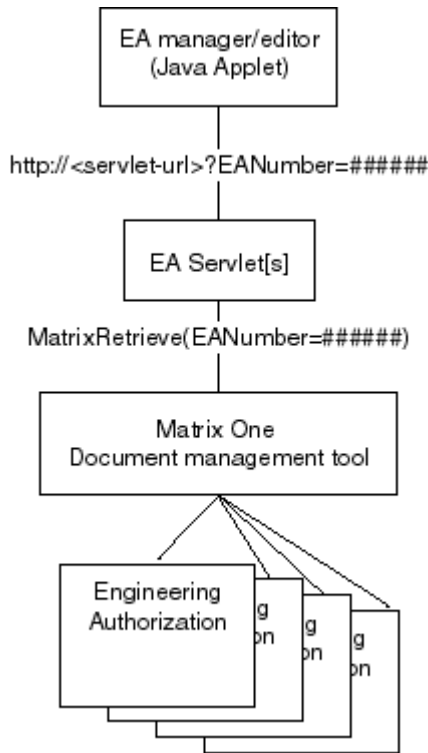 EA manager/editor
(Java Applet)
http://<servlet-url>?EANumber=######
EA Servlet[s]
MatrixRetrieve(EANumber=######)
Matrix One
Document management tool
Engineering
Authorization